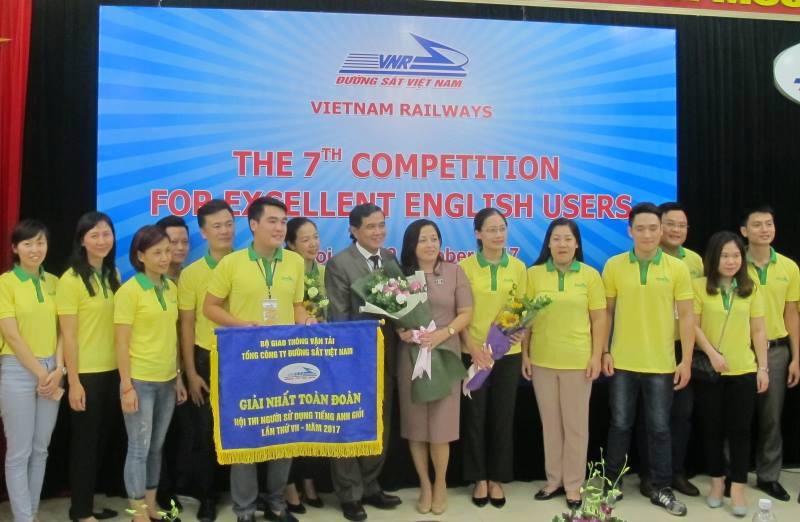 VNR
ĐƯỜNG SẮT VIỆT NAM
VIETNAM RAILWAYS
THE 7TH COMPETITION
FOR EXCELLENT ENGLISH USERS
BỘ GIAO THÔNG VẬN TẢI
TỔNG CÔNG TY ĐƯỜNG SẮT VIỆT NAM
GIẢI NHẤT TOÀN ĐOÀN
HỘI THI NGƯỜI SỬ DỤNG TIẾNG ANH GIỎI
LẦN THỨ VII - NĂM 2017